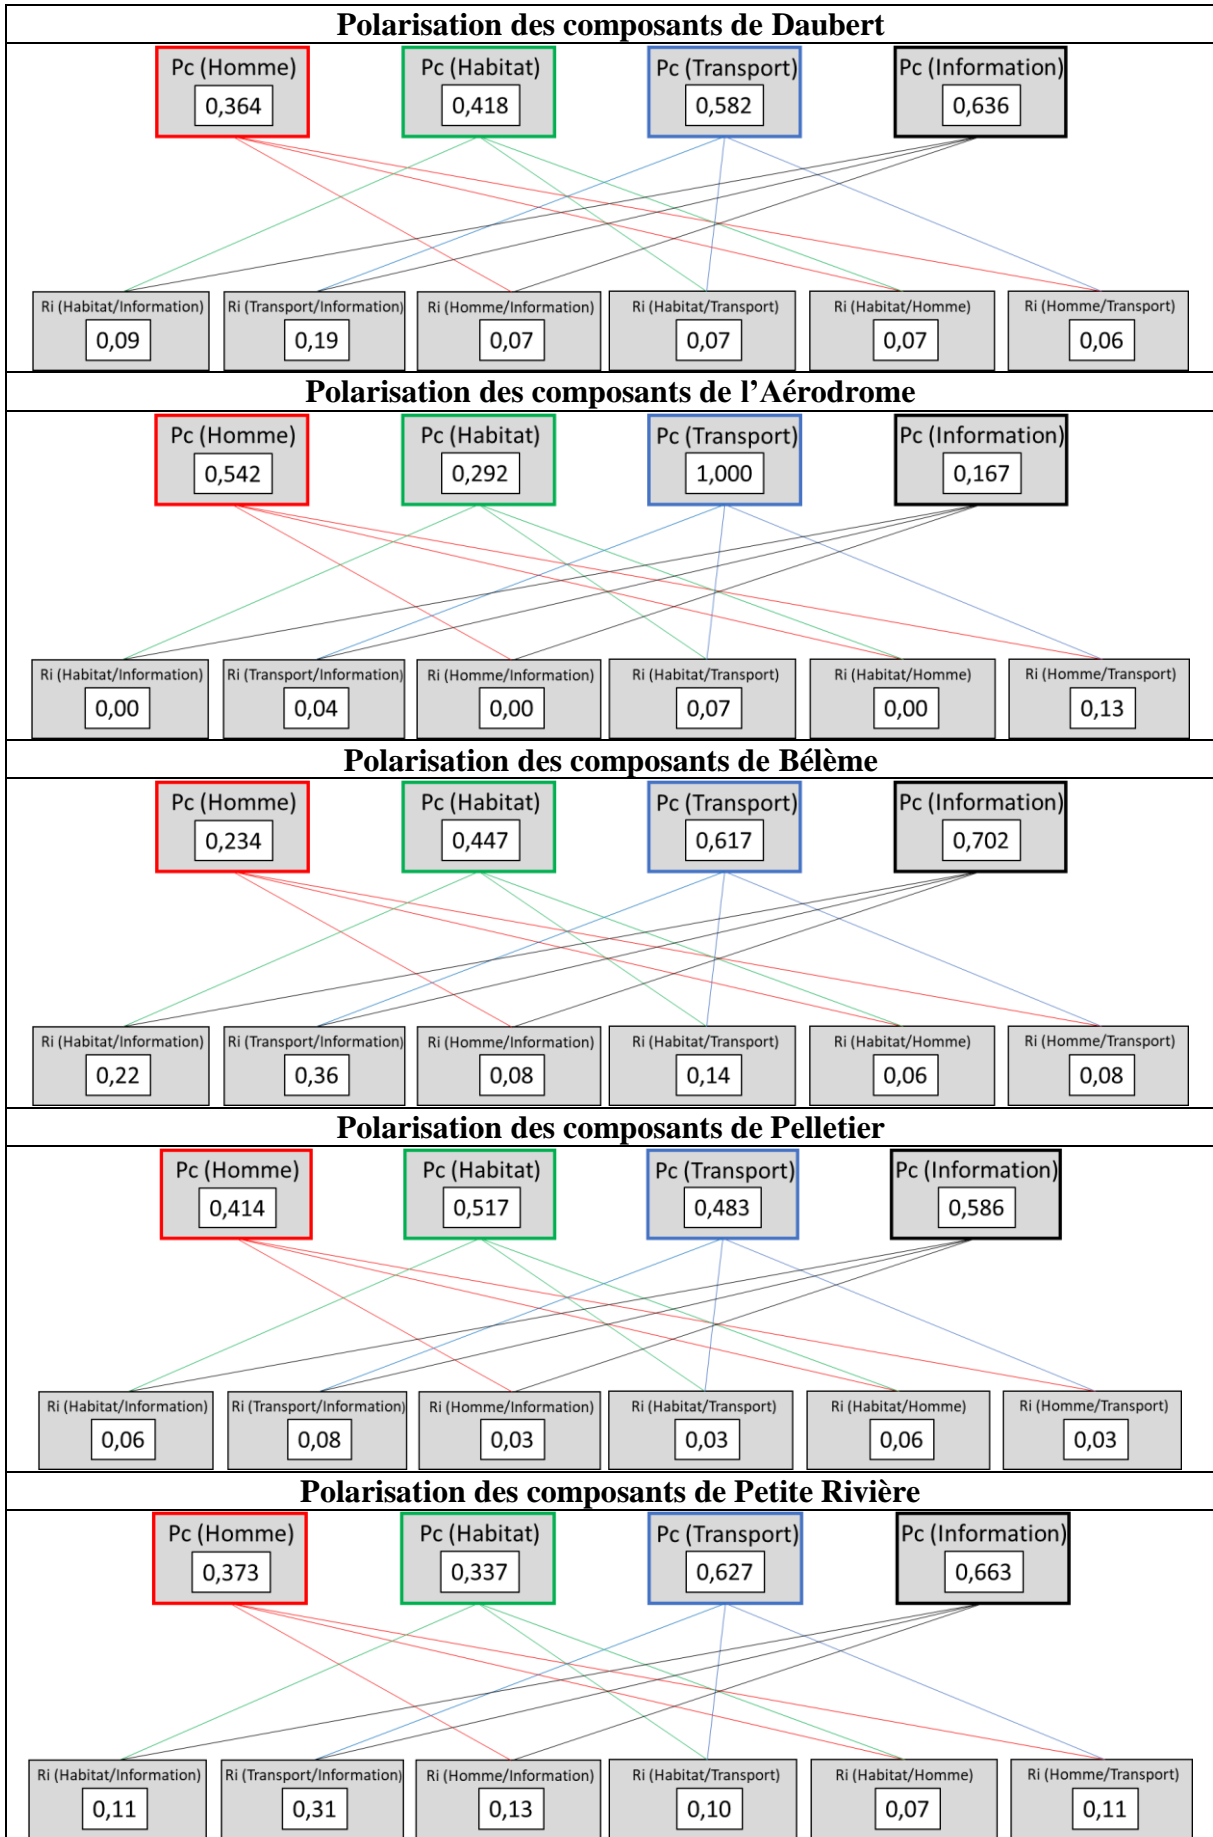 Polarisation des composants de Daubert
Pc (Homme) Pc (Habitat) Pc (Transport) Pc (Information)
0,364 0,418 0,582 0,636
Ri (Habitat/Information) Ri (Transport/Information) Ri (Homme/Information) Ri (Habitat/Transport) Ri (Habitat/Homme) Ri (Homme/Transport)
0,09 0,19 0,07 0,07 0,07 0,06
Polarisation des composants de l’Aérodrome
Pc (Homme) Pc (Habitat) Pc (Transport) Pc (Information)
0,542 0,292 1,000 0,167
Ri (Habitat/Information) Ri (Transport/Information) Ri (Homme/Information) Ri (Habitat/Transport) Ri (Habitat/Homme) Ri (Homme/Transport)
0,00 0,04 0,00 0,07 0,00 0,13
Polarisation des composants de Bélème
Pc (Homme) Pc (Habitat) Pc (Transport) Pc (Information)
0,234 0,447 0,617 0,702
Ri (Habitat/Information) Ri (Transport/Information) Ri (Homme/Information) Ri (Habitat/Transport) Ri (Habitat/Homme) Ri (Homme/Transport)
0,22 0,36 0,08 0,14 0,06 0,08
Polarisation des composants de Pelletier
Pc (Homme) Pc (Habitat) Pc (Transport) Pc (Information)
0,414 0,517 0,483 0,586
Ri (Habitat/Information) Ri (Transport/Information) Ri (Homme/Information) Ri (Habitat/Transport) Ri (Habitat/Homme) Ri (Homme/Transport)
0,06 0,08 0,03 0,03 0,06 0,03
Polarisation des composants de Petite Rivière
Pc (Homme) Pc (Habitat) Pc (Transport) Pc (Information)
0,373 0,337 0,627 0,663
Ri (Habitat/Information) Ri (Transport/Information) Ri (Homme/Information) Ri (Habitat/Transport) Ri (Habitat/Homme) Ri (Homme/Transport)
0,11 0,31 0,13 0,10 0,07 0,11